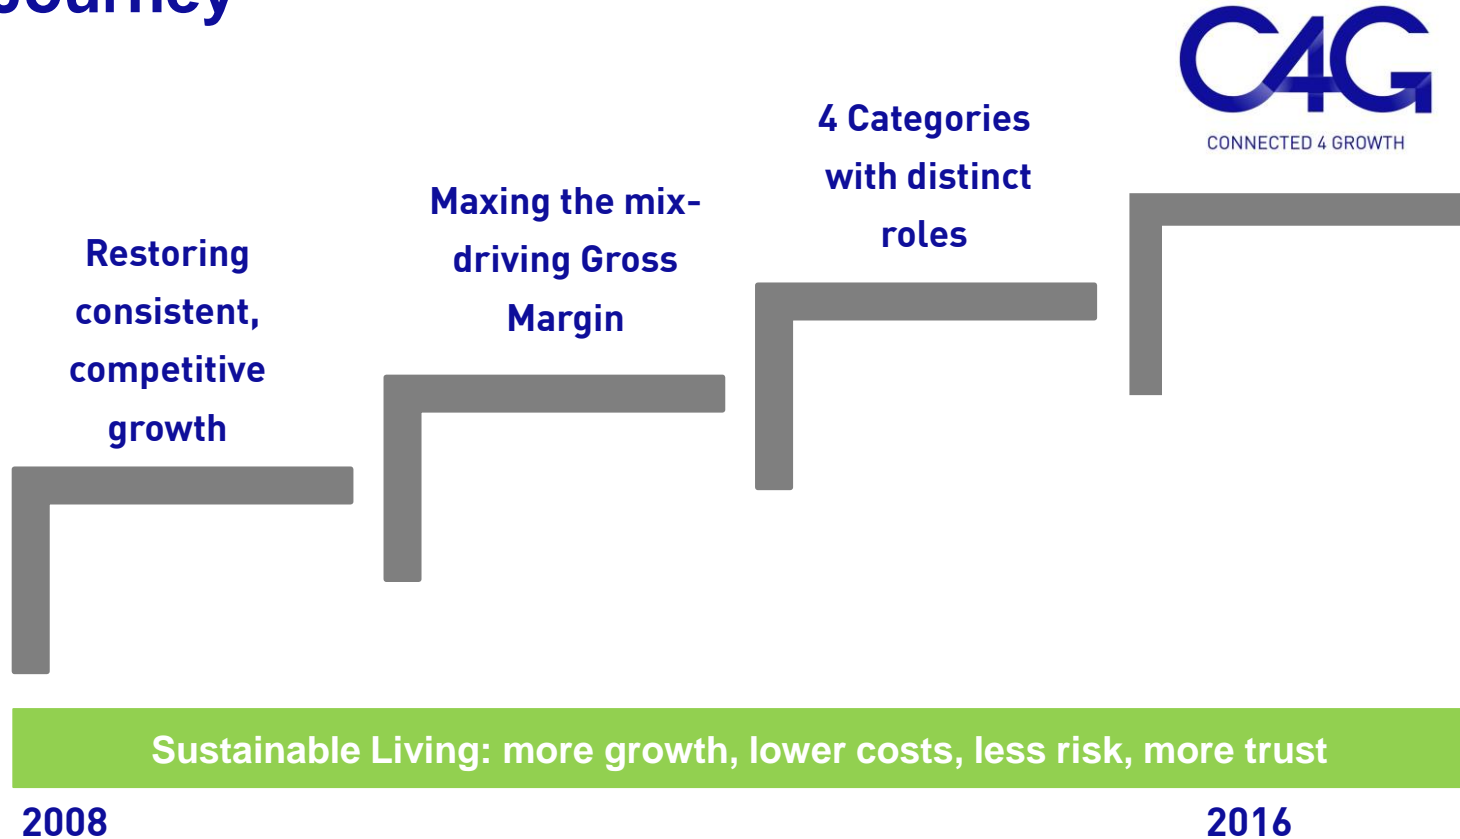 Journey
C4G
CONNECTED 4 GROWTH
4 Categories
with distinct
roles
Maxing the mix-
driving Gross
Margin
Restoring
consistent,
competitive
growth
Sustainable Living: more growth, lower costs, less risk, more trust
2008
2016